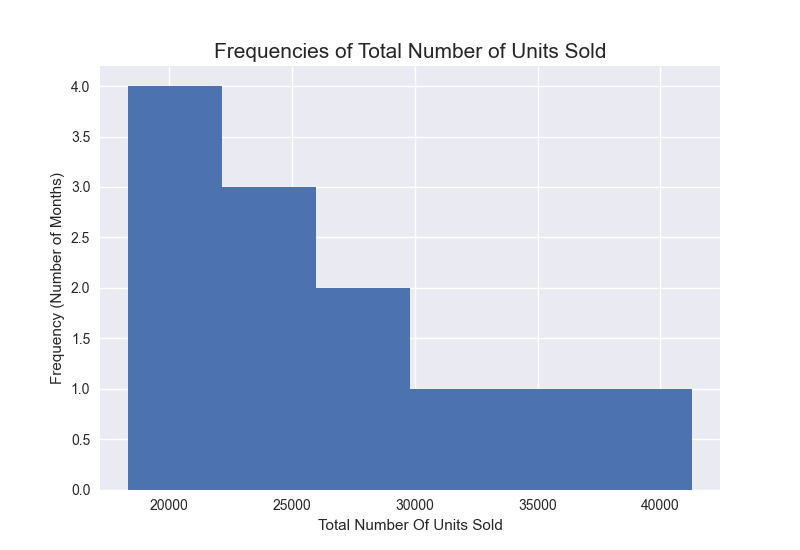 Frequencies of Total Number of Units Sold
4.0
3.5
3.0
2.5
2.0
1.5
1.0
0.5
0.0
Frequency (Number of Months)
20000 25000 30000 35000 40000
Total Number Of Units Sold